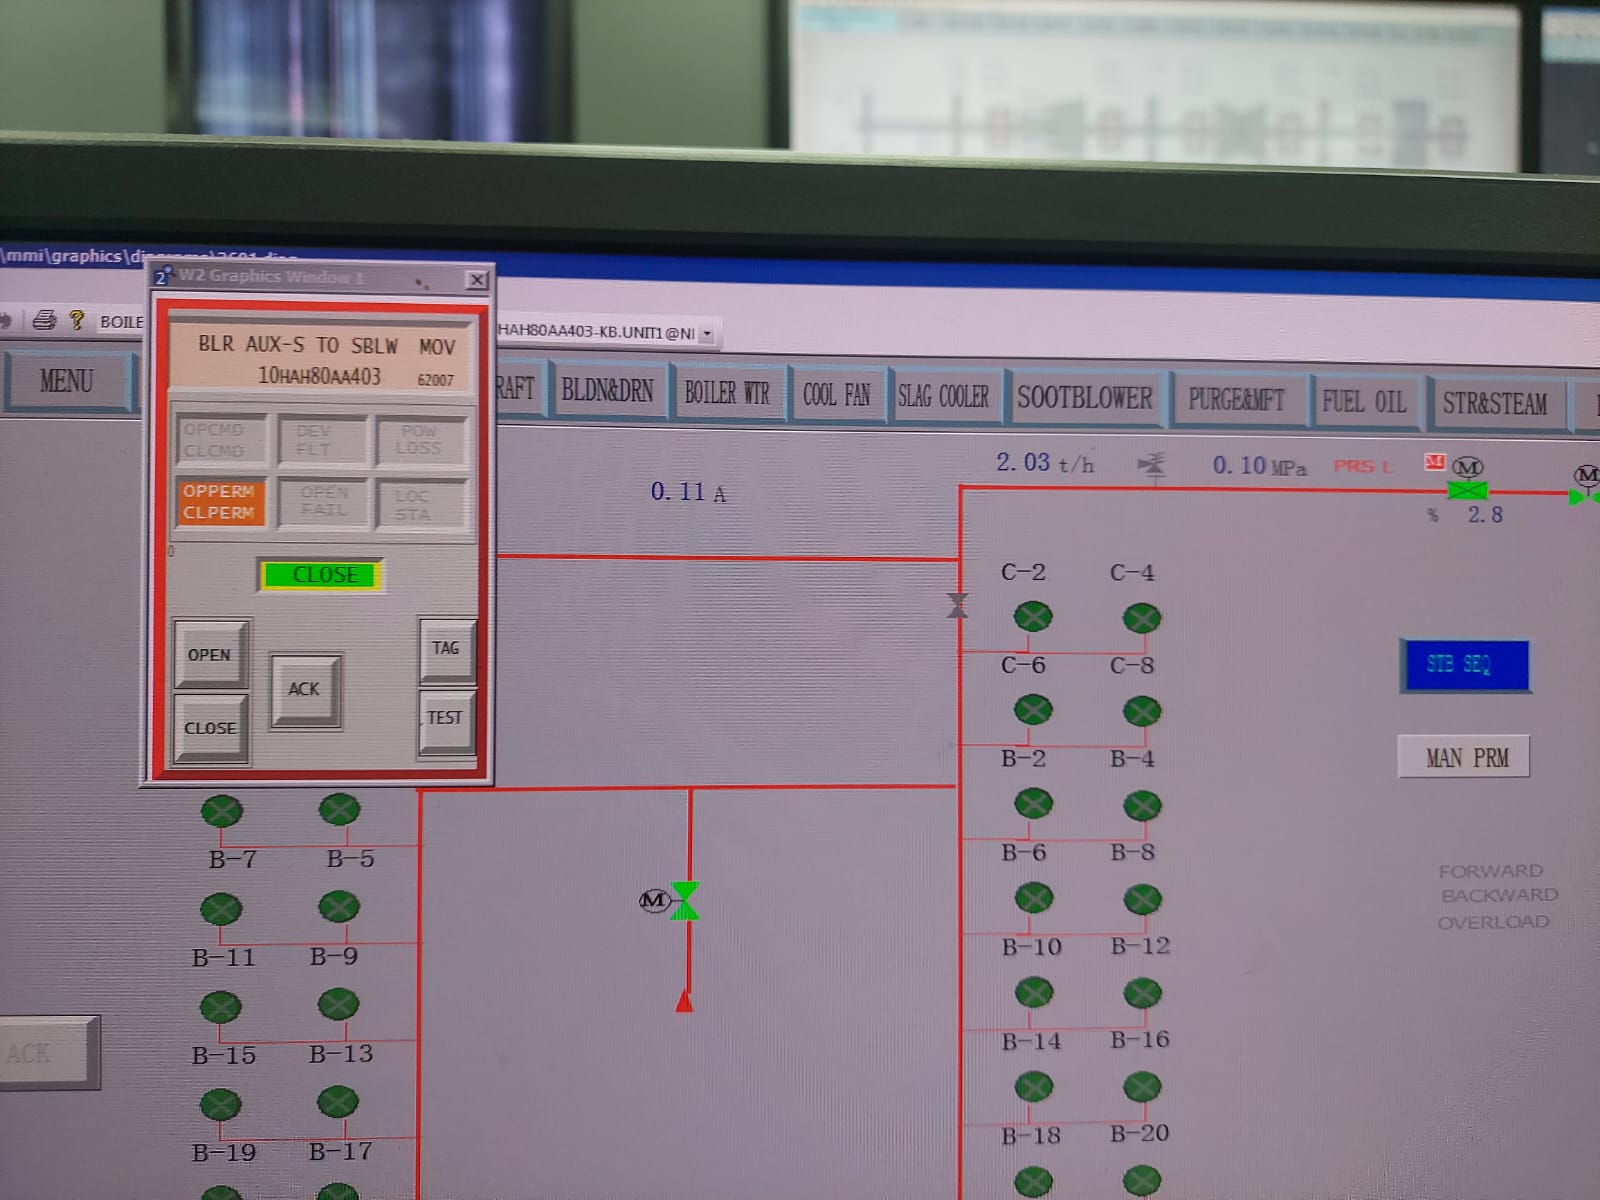 \mmi\graphics\
W2 Graphics Window 1
BOILE
HAH80AA403-KB.UNIT1@NI
MENU
BLR AUX-S TO SBLW MOV
10HAH80AA403 62007
RAFT
BLDN&DRN
BOILER WTR
COOL FAN
SLAG COOLER
SOOTBLOWER
PURGE&MFT
FUEL OIL
STR&STEAM
OPCMD
CLCMD
DEV
FLT
POW
LOSS
OPPERM
CLPERM
OPEN
FAIL
LOC
STA
0
CLOSE
OPEN
CLOSE
ACK
TAG
TEST
0.11 A
2.03 t/h
0.10 MPa
PRS L
M
M
M
% 2.8
C-2 C-4
C-6 C-8
B-2 B-4
B-6 B-8
B-10 B-12
B-14 B-16
B-18 B-20
STB SEQ
MAN PRM
FORWARD
BACKWARD
OVERLOAD
M
B-7 B-5
B-11 B-9
B-15 B-13
B-19 B-17
ACK